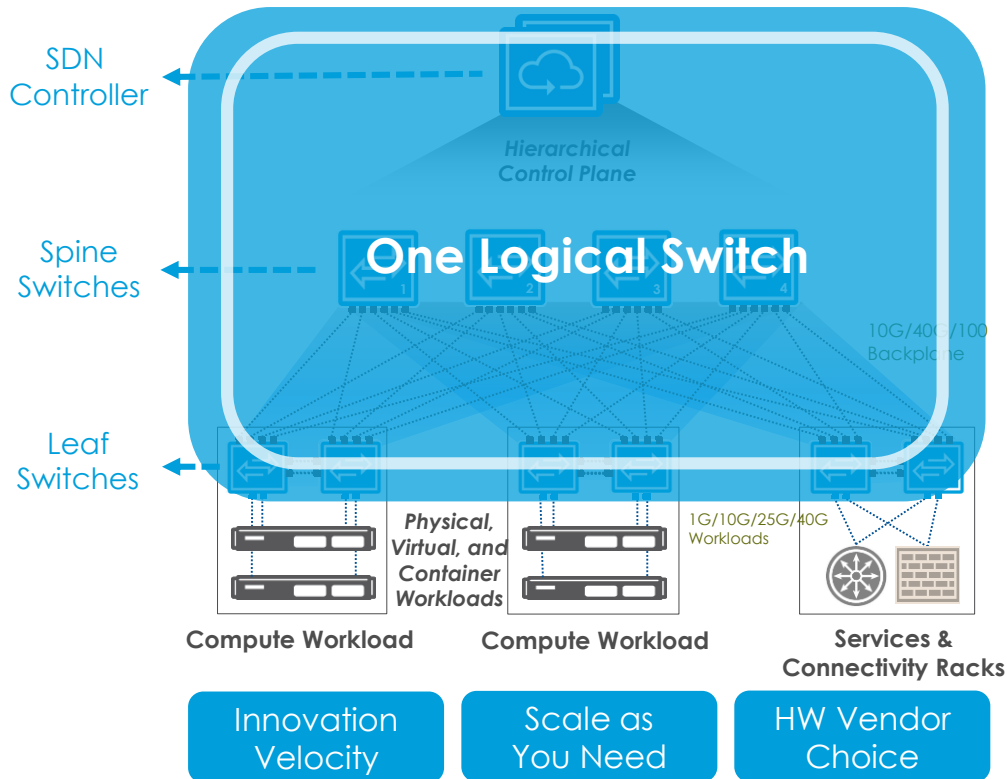 SDN
Controller
Hierarchical
Control Plane
Spine
Switches
One Logical Switch
1
2
3
4
10G/40G/100
Backplane
Leaf
Switches
Physical,
Virtual, and
Container
Workloads
1G/10G/25G/40G
Workloads
Compute Workload
Compute Workload
Services &
Connectivity Racks
Innovation
Velocity
Scale as
You Need
HW Vendor
Choice